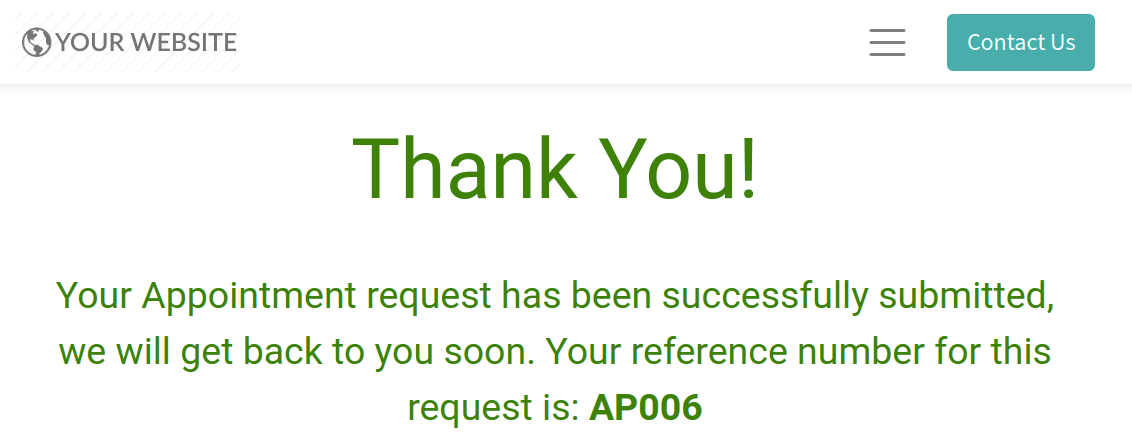 YOUR WEBSITE
Contact Us
Thank You!
Your Appointment request has been successfully submitted,
we will get back to you soon. Your reference number for this
request is: AP006